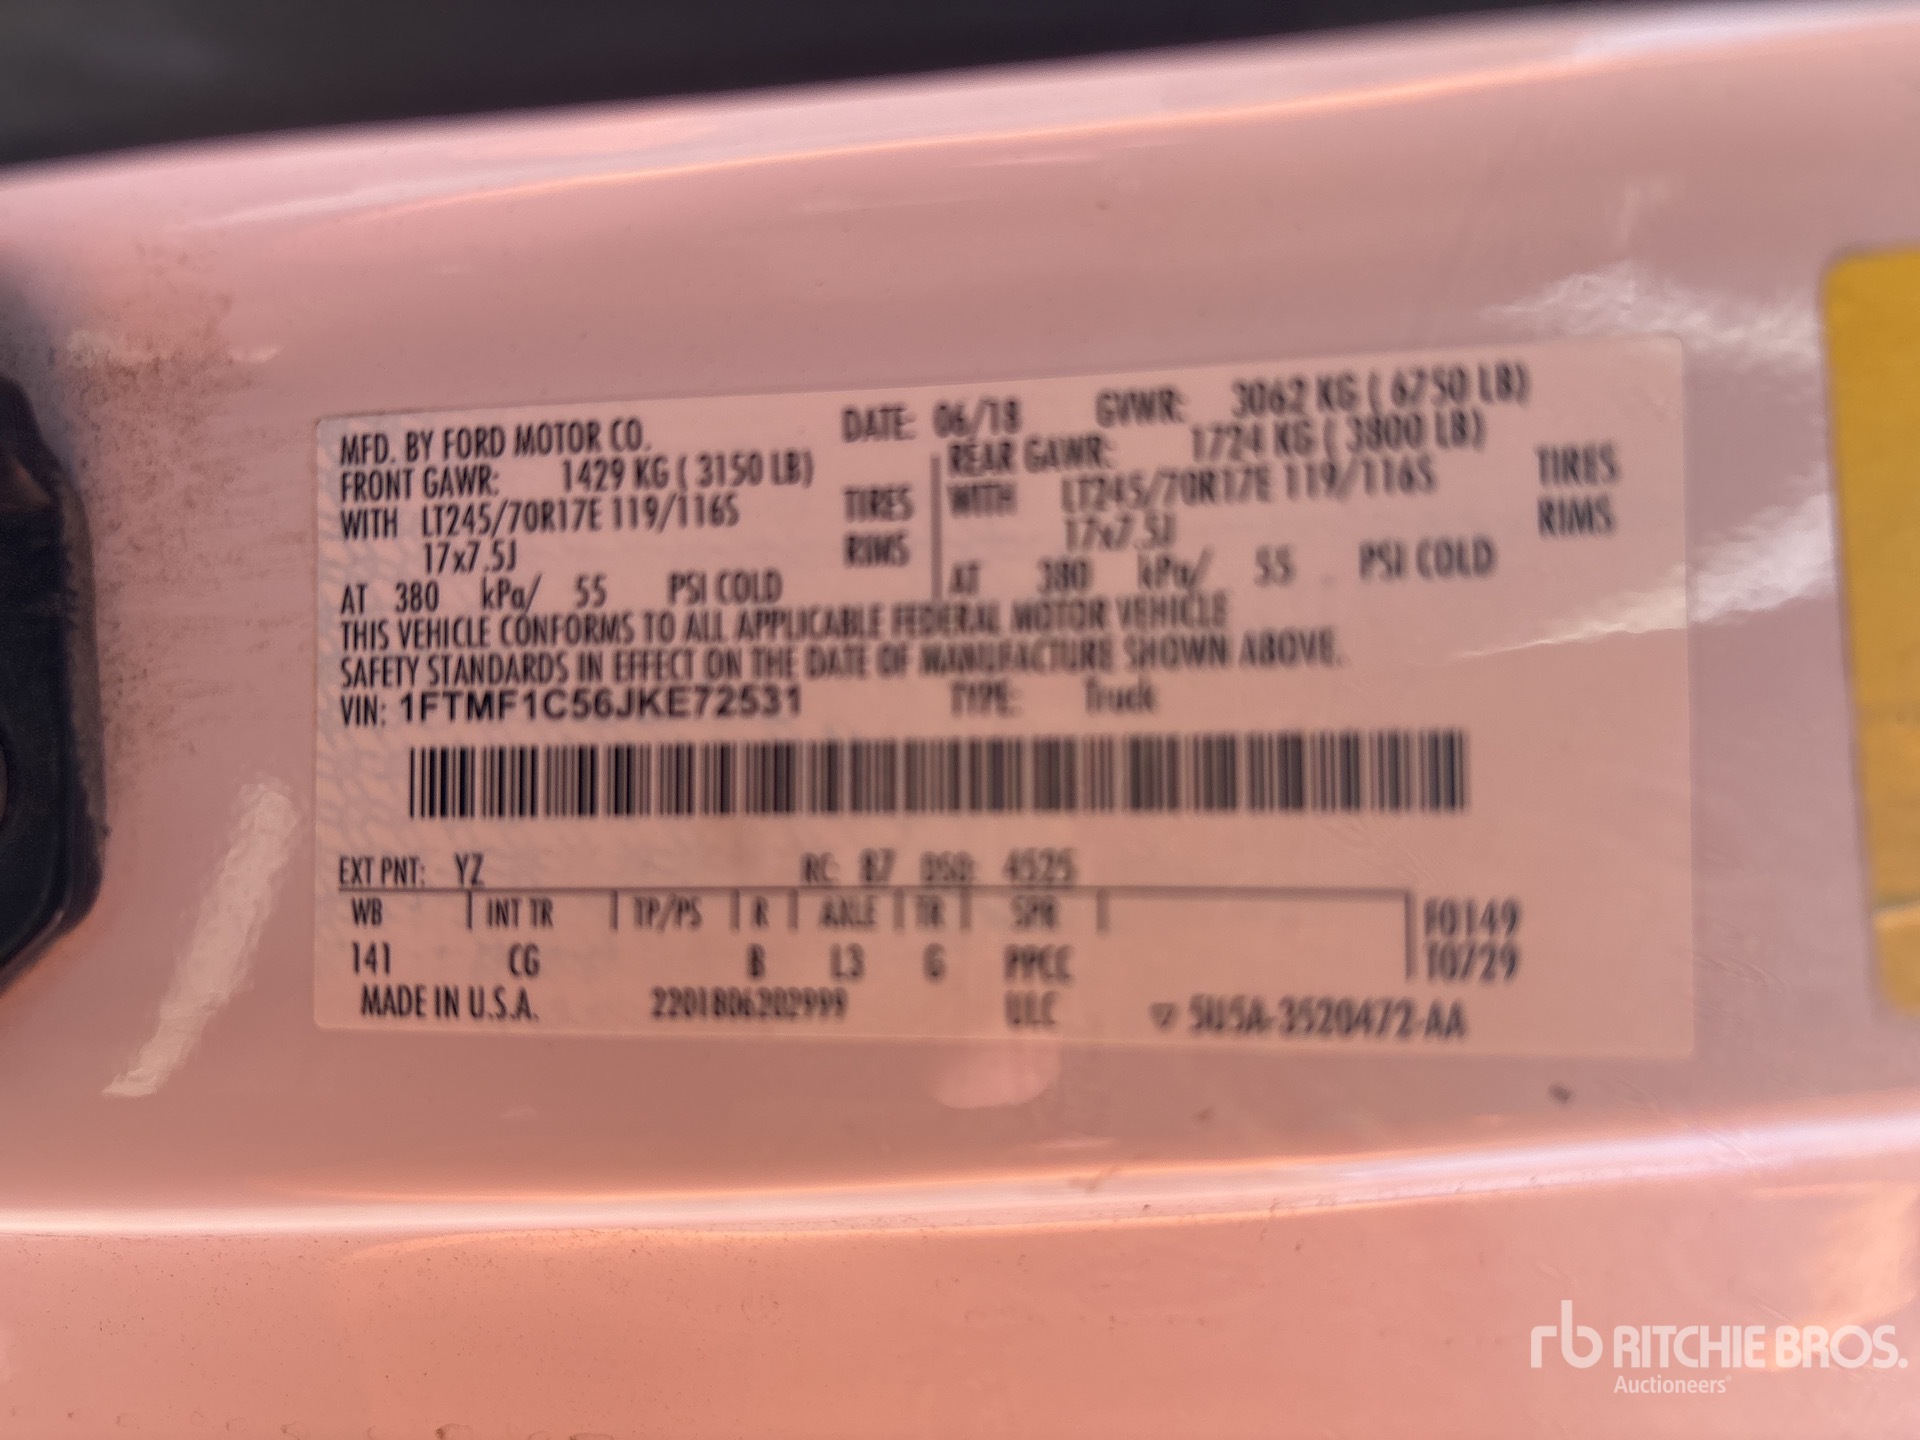 MFD. BY FORD MOTOR CO. DATE: 06/18 GVWR: 3062 KG ( 6750 LB)
FRONT GAWR: 1429 KG ( 3150 LB) REAR GAWR: 1724 KG ( 3800 LB)
WITH LT245/70R17E 119/116S TIRES WITH LT245/70R17E 119/116S TIRES
17x7.5J RIMS 17x7.5J RIMS
AT 380 kPa/ 55 PSI COLD AT 380 kPa/ 55 PSI COLD
THIS VEHICLE CONFORMS TO ALL APPLICABLE FEDERAL MOTOR VEHICLE
SAFETY STANDARDS IN EFFECT ON THE DATE OF MANUFACTURE SHOWN ABOVE.
VIN: 1FTMF1C56JKE72531 TYPE: Truck
EXT PNT: YZ RC: 87 DSO: 4525
WB INT TR TP/PS R AXLE TR SPR F0149
141 CG B L3 G PPCC T0729
MADE IN U.S.A. 2201806202999 ULC ▽ 5U5A-3520472-AA
rb RITCHIE BROS.
Auctioneers